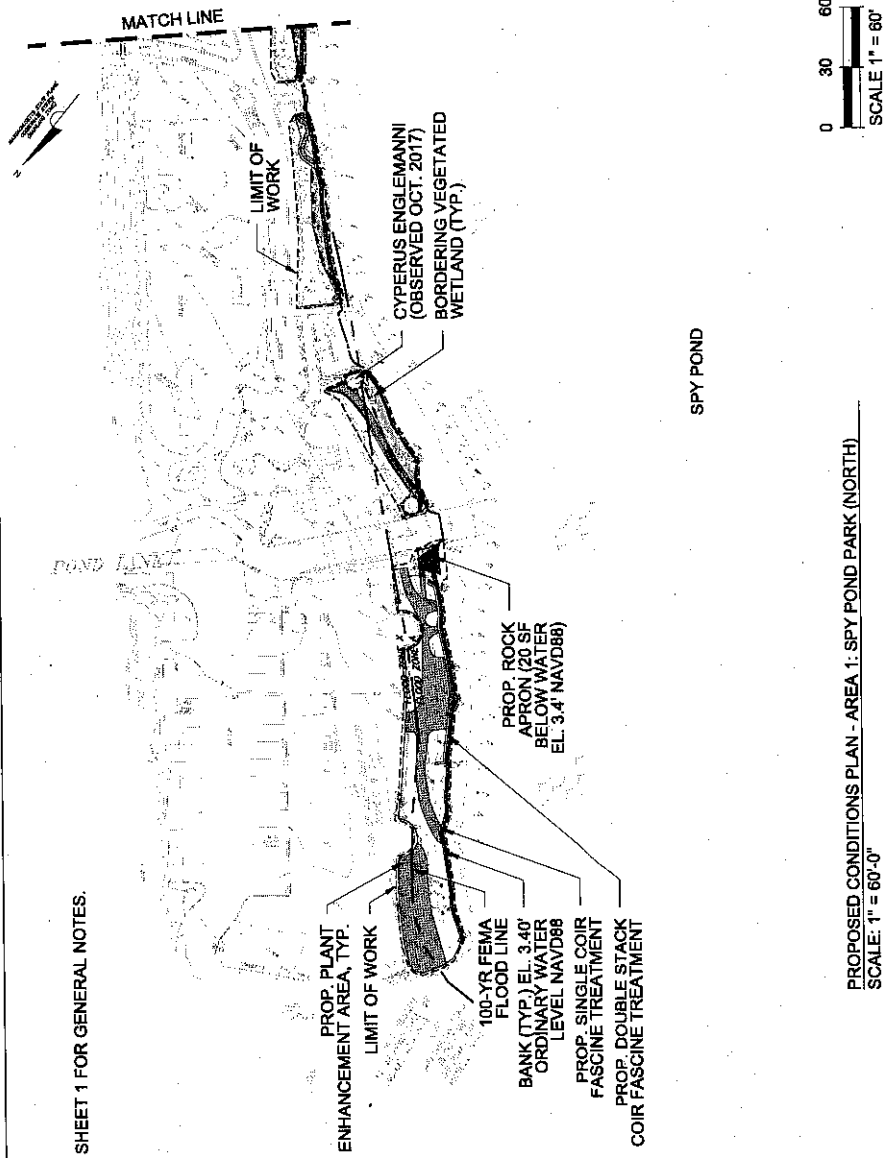 SHEET 1 FOR GENERAL NOTES.
MATCH LINE
N
LIMIT OF
WORK
CYPERUS ENGLEMANNI
(OBSERVED OCT. 2017)
BORDERING VEGETATED
WETLAND (TYP.)
POND LANE
FLOOD ZONE X
FLOOD ZONE
SPY POND
PROP. ROCK
APRON (20 SF
BELOW WATER
EL. 3.4' NAVD88)
PROP. PLANT
ENHANCEMENT AREA, TYP.
LIMIT OF WORK
100-YR FEMA
FLOOD LINE
BANK (TYP.) EL. 3.40'
ORDINARY WATER
LEVEL NAVD88
PROP. SINGLE COIR
FASCINE TREATMENT
PROP. DOUBLE STACK
COIR FASCINE TREATMENT
PROPOSED CONDITIONS PLAN - AREA 1: SPY POND PARK (NORTH)
SCALE: 1" = 60'-0"
0 30 60
SCALE 1" = 60'